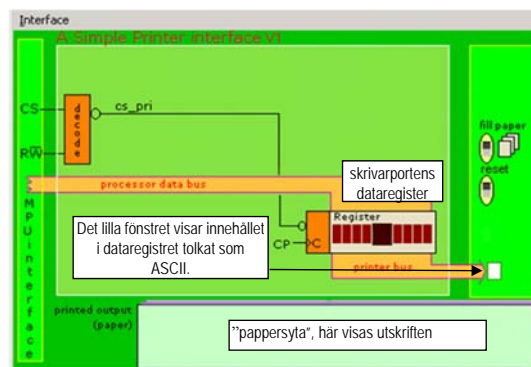 Interface
A Simple Printer interface V1
CS
decode
cs_pri
RW
fill paper
reset
processor data bus
skrivarportens
dataregister
MPUinterface
Det lilla fönstret visar innehållet
i dataregistret tolkat som
ASCII.
Register
CP
C
printer bus
printed output
(paper)
"pappersyta", här visas utskriften